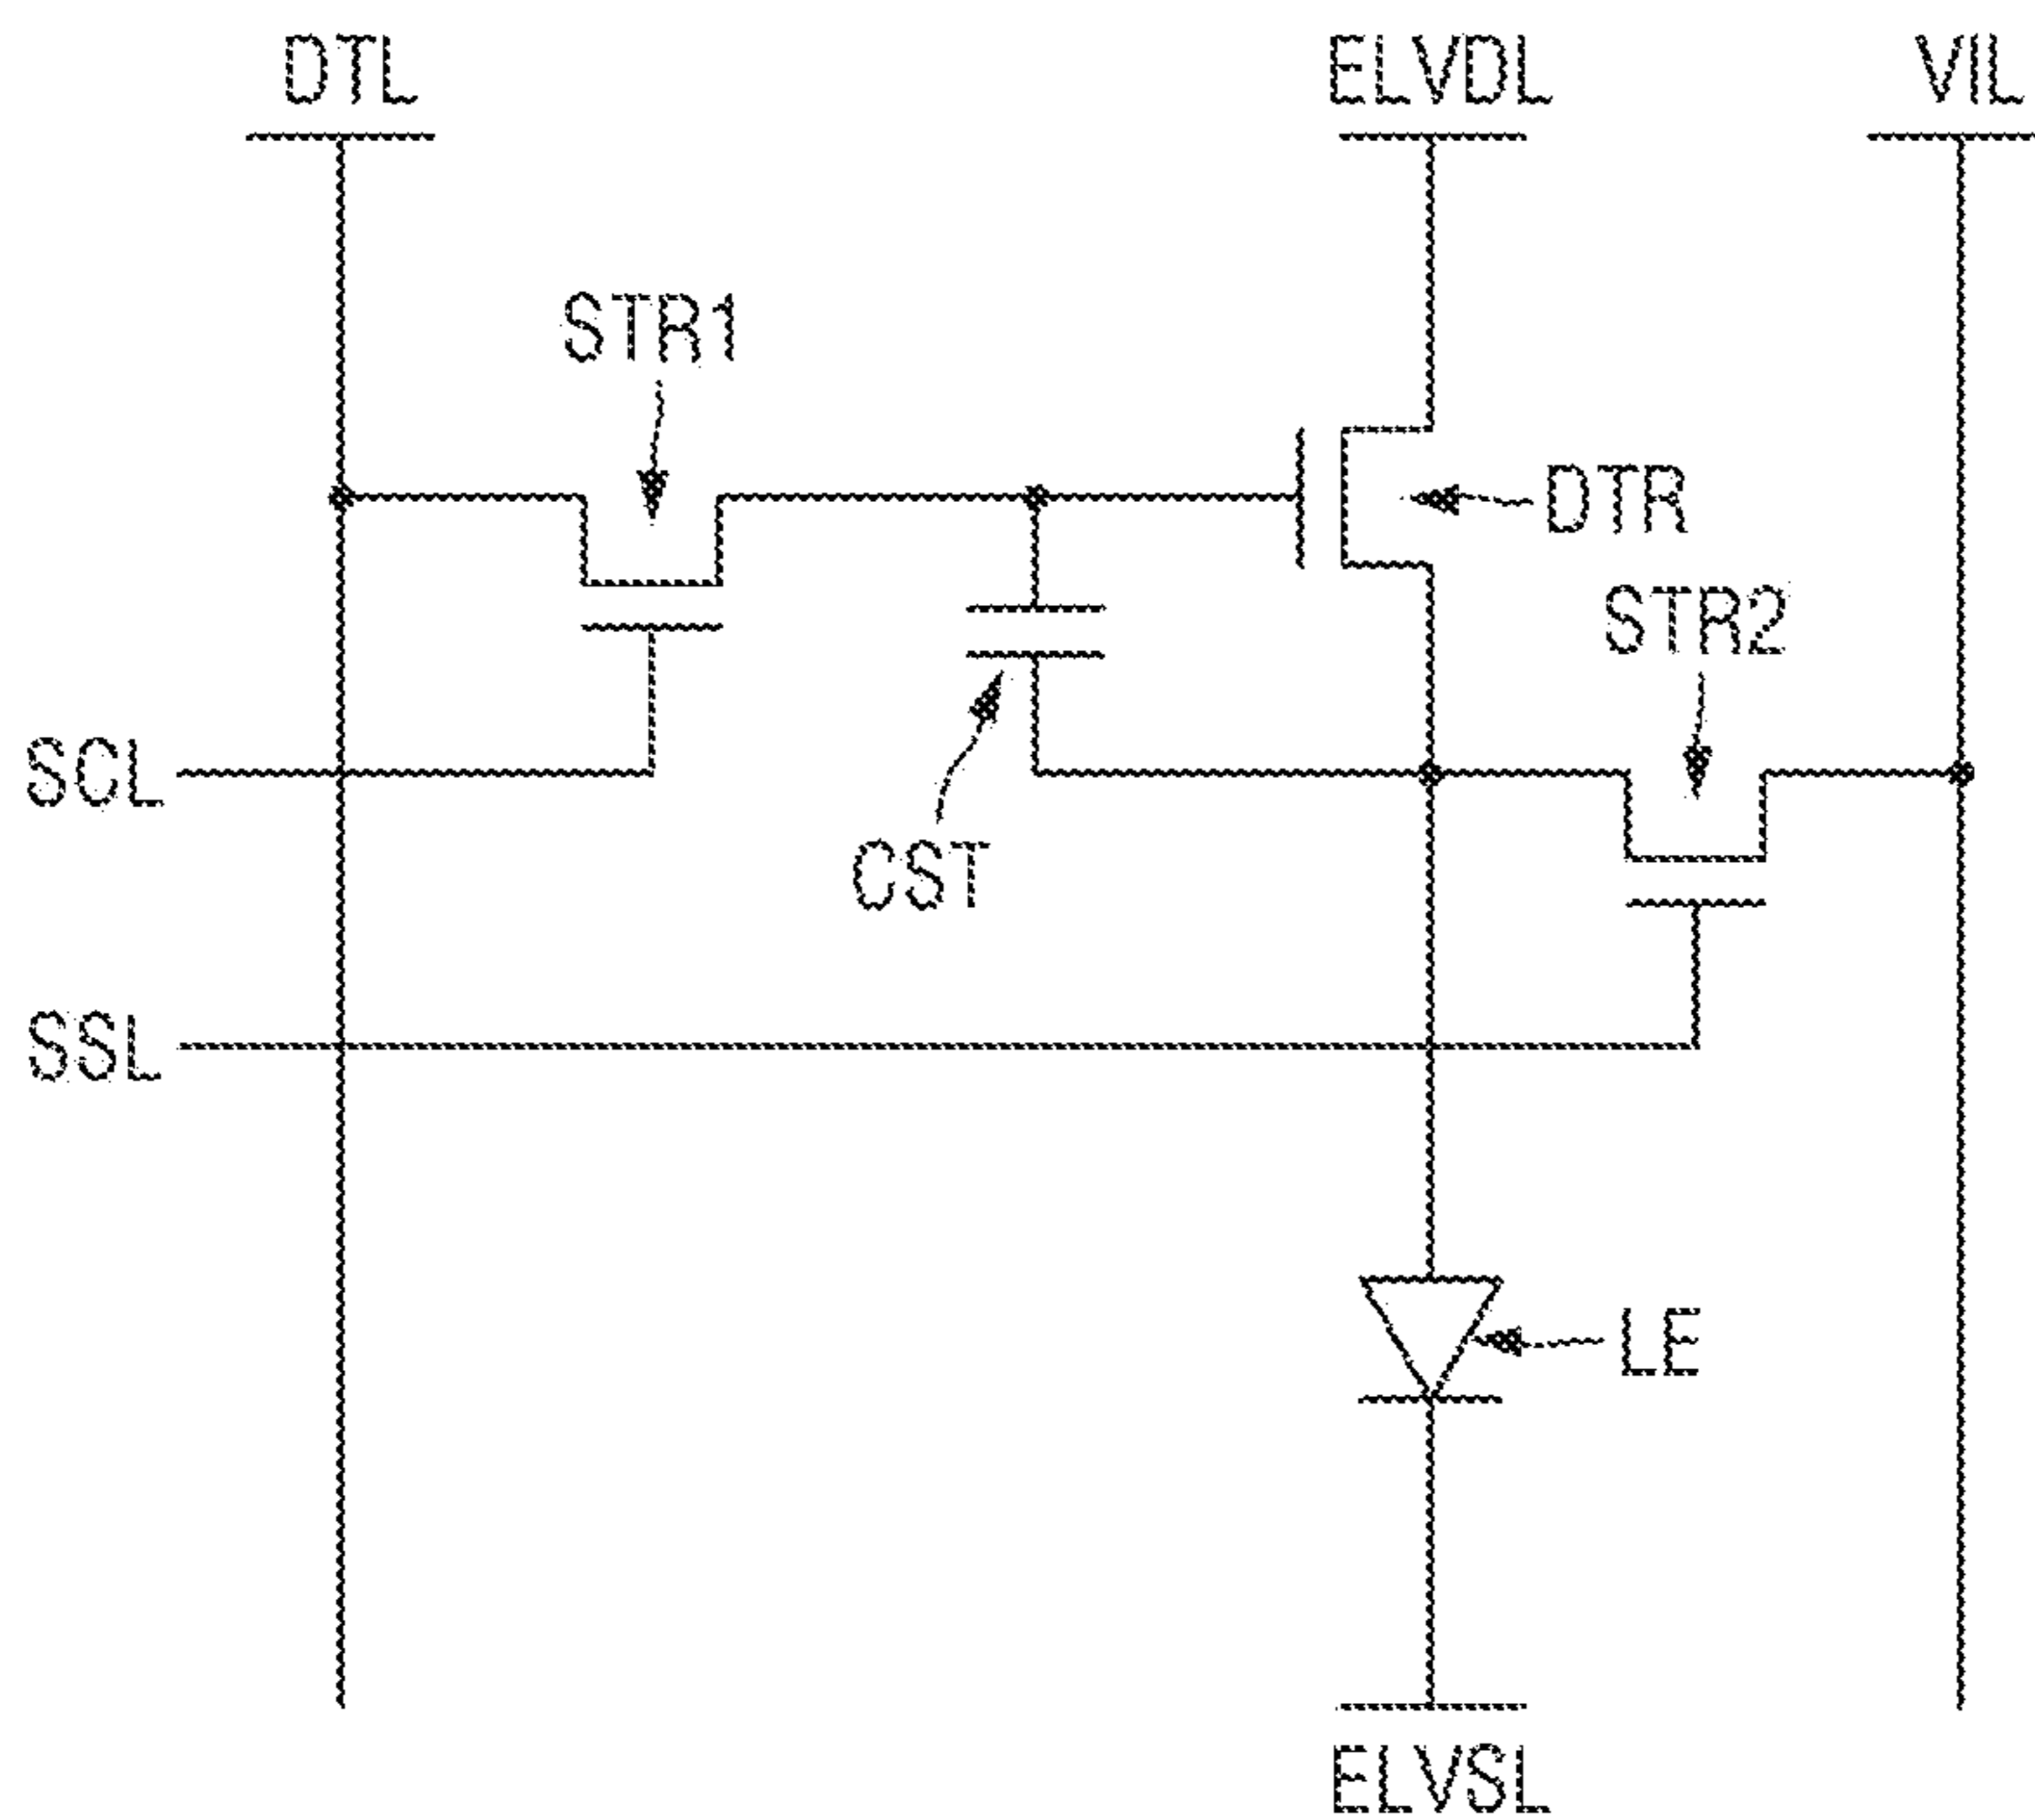 DTL
ELVDL
VIL
STR1
DTR
STR2
SCL
CST
SSL
LE
ELVSL